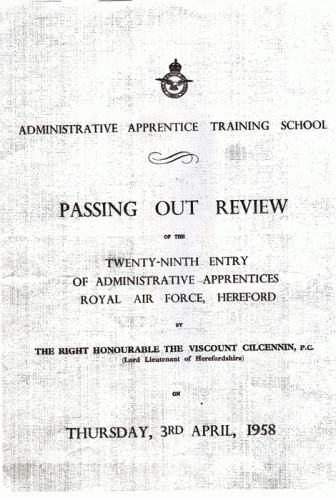 ADMINISTRATIVE APPRENTICE TRAINING SCHOOL
PASSING OUT REVIEW
OF THE
TWENTY-NINTH ENTRY
OF ADMINISTRATIVE APPRENTICES
ROYAL AIR FORCE, HEREFORD
BY
THE RIGHT HONOURABLE THE VISCOUNT CILCENNIN, P.C.
(Lord Lieutenant of Herefordshire)
ON
THURSDAY, 3RD APRIL, 1958